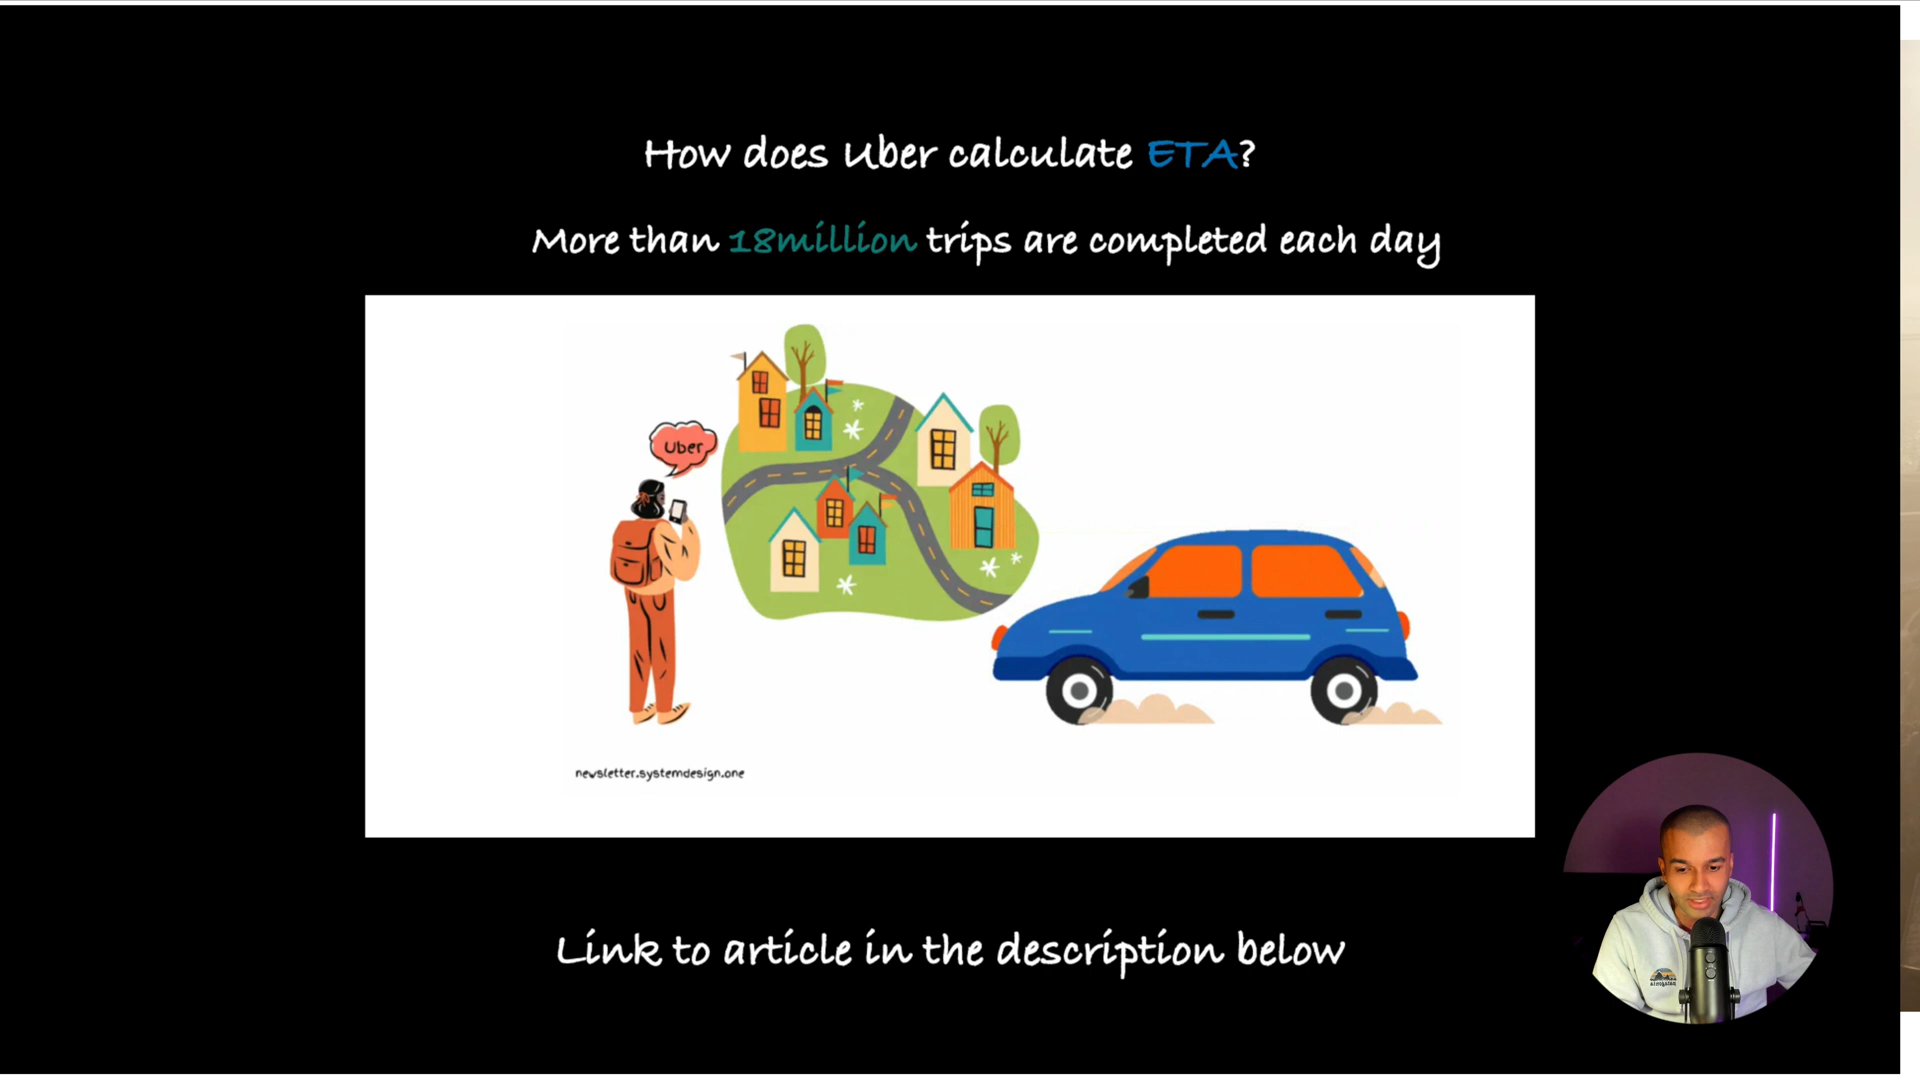 How does Uber calculate ETA?
More than 18million trips are completed each day
Uber
newsletter.systemdesign.one
Link to article in the description below